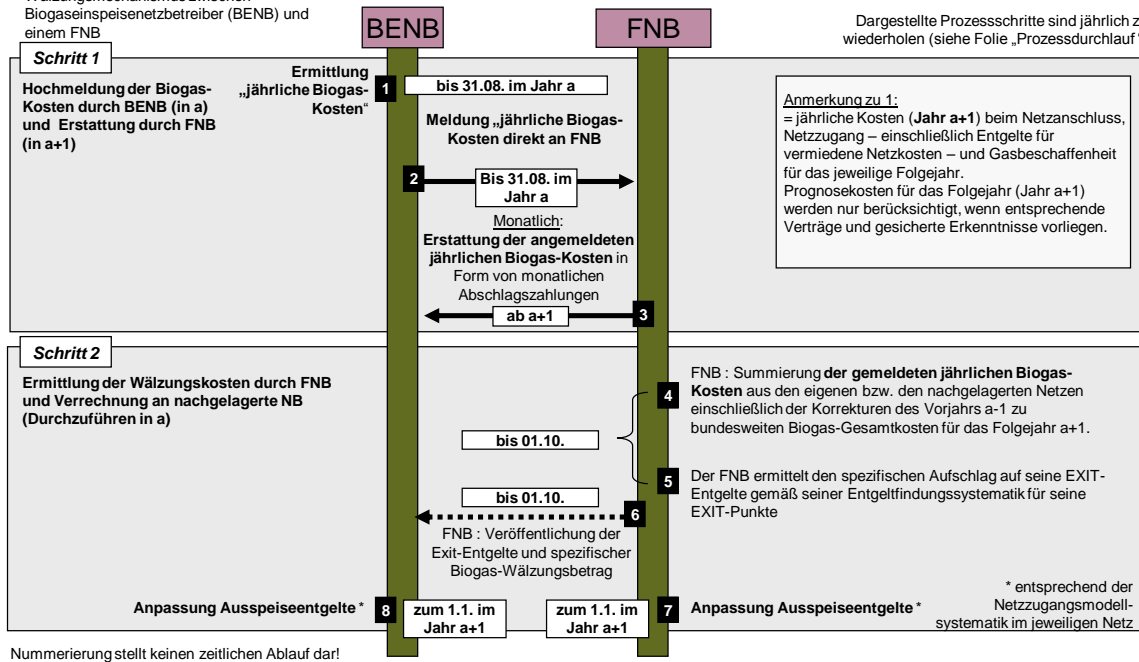 Wälzungsmechanismus zwischen
Biogaseinspeisenetzbetreiber (BENB) und
einem FNB
BENB
FNB
Dargestellte Prozessschritte sind jährlich z
wiederholen (siehe Folie „Prozessdurchlauf“
Schritt 1
Hochmeldung der Biogas-
Kosten durch BENB (in a)
und Erstattung durch FNB
(in a+1)
Ermittlung
„jährliche Biogas-
Kosten“
1
bis 31.08. im Jahr a
Meldung „jährliche Biogas-
Kosten direkt an FNB
2
Bis 31.08. im
Jahr a
Monatlich:
Erstattung der angemeldeten
jährlichen Biogas-Kosten in
Form von monatlichen
Abschlagszahlungen
ab a+1
3
Anmerkung zu 1:
= jährliche Kosten (Jahr a+1) beim Netzanschluss,
Netzzugang – einschließlich Entgelte für
vermiedene Netzkosten – und Gasbeschaffenheit
für das jeweilige Folgejahr.
Prognosekosten für das Folgejahr (Jahr a+1)
werden nur berücksichtigt, wenn entsprechende
Verträge und gesicherte Erkenntnisse vorliegen.
Schritt 2
Ermittlung der Wälzungskosten durch FNB
und Verrechnung an nachgelagerte NB
(Durchzuführen in a)
bis 01.10.
4
FNB : Summierung der gemeldeten jährlichen Biogas-
Kosten aus den eigenen bzw. den nachgelagerten Netzen
einschließlich der Korrekturen des Vorjahrs a-1 zu
bundesweiten Biogas-Gesamtkosten für das Folgejahr a+1.
5
Der FNB ermittelt den spezifischen Aufschlag auf seine EXIT-
Entgelte gemäß seiner Entgeltfindungssystematik für seine
EXIT-Punkte
bis 01.10.
6
FNB : Veröffentlichung der
Exit-Entgelte und spezifischer
Biogas-Wälzungsbetrag
Anpassung Ausspeiseentgelte *
8
zum 1.1. im
Jahr a+1
zum 1.1. im
Jahr a+1
7
Anpassung Ausspeiseentgelte *
* entsprechend der
Netzzugangsmodell-
systematik im jeweiligen Netz
Nummerierung stellt keinen zeitlichen Ablauf dar!